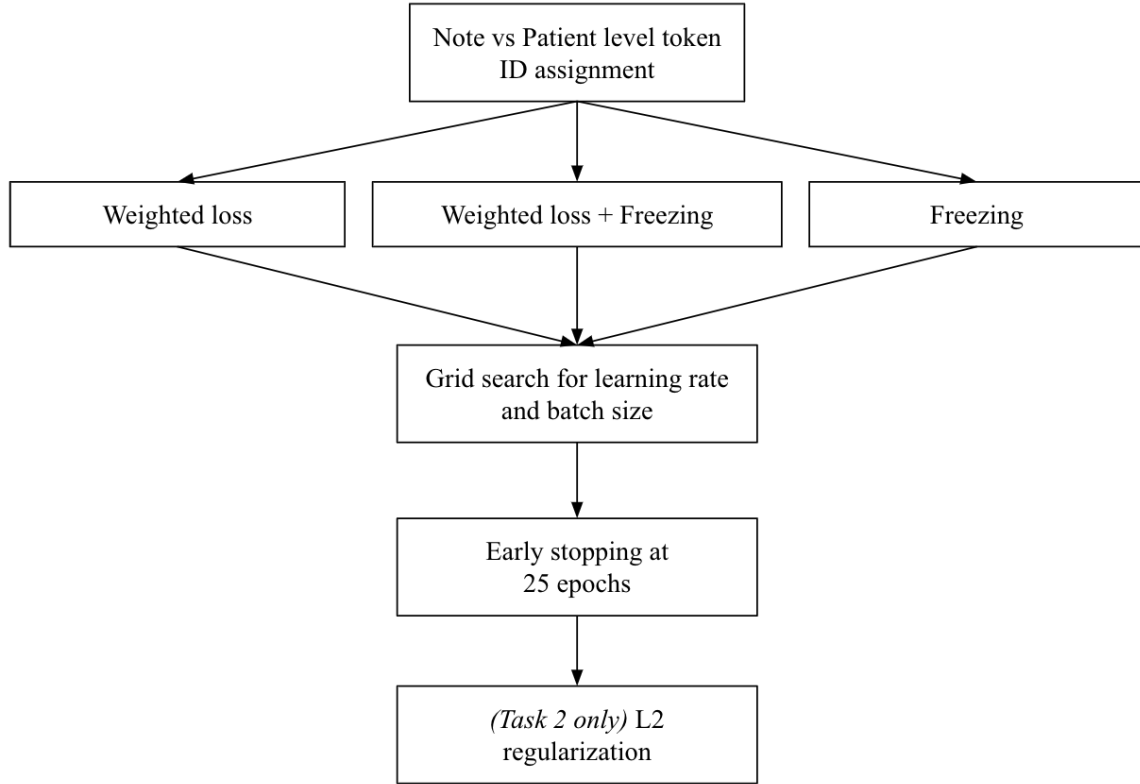 Note vs Patient level token
ID assignment
Weighted loss
Weighted loss + Freezing
Freezing
Grid search for learning rate
and batch size
Early stopping at
25 epochs
(Task 2 only) L2
regularization